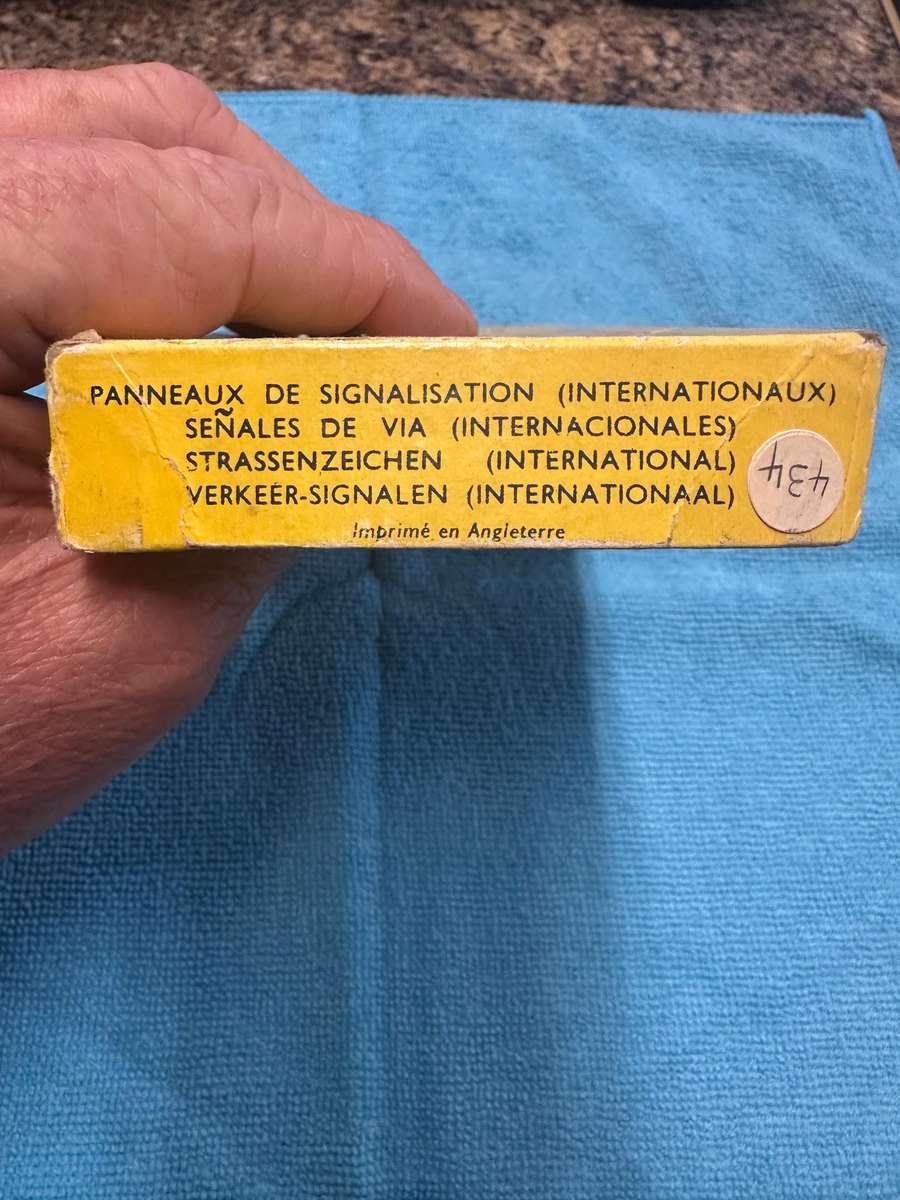 PANNEAUX DE SIGNALISATION (INTERNATIONAUX)
SEÑALES DE VIA (INTERNACIONALES)
STRASSENZEICHEN (INTERNATIONAL)
VERKEER-SIGNALEN (INTERNATIONAAL)
Imprimé en Angleterre
434